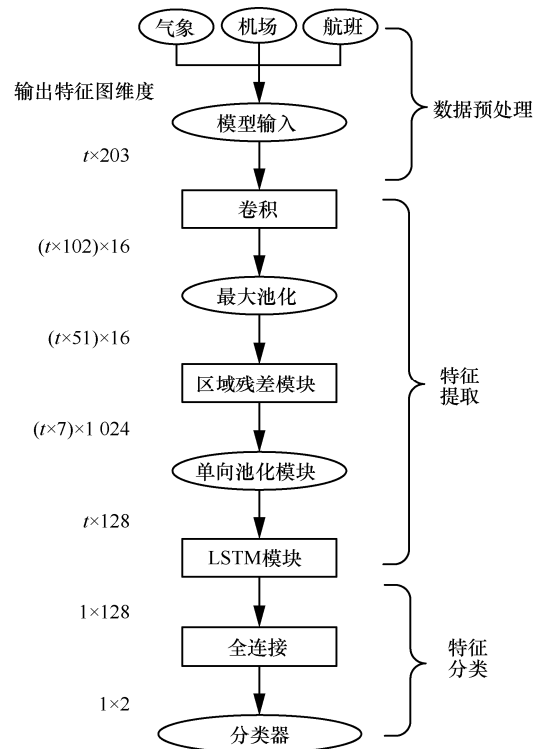 气象
机场
航班
输出特征图维度
模型输入
数据预处理
t×203
卷积
(t×102)×16
最大池化
(t×51)×16
区域残差模块
特征
提取
(t×7)×1 024
单向池化模块
t×128
LSTM模块
1×128
全连接
特征
分类
1×2
分类器